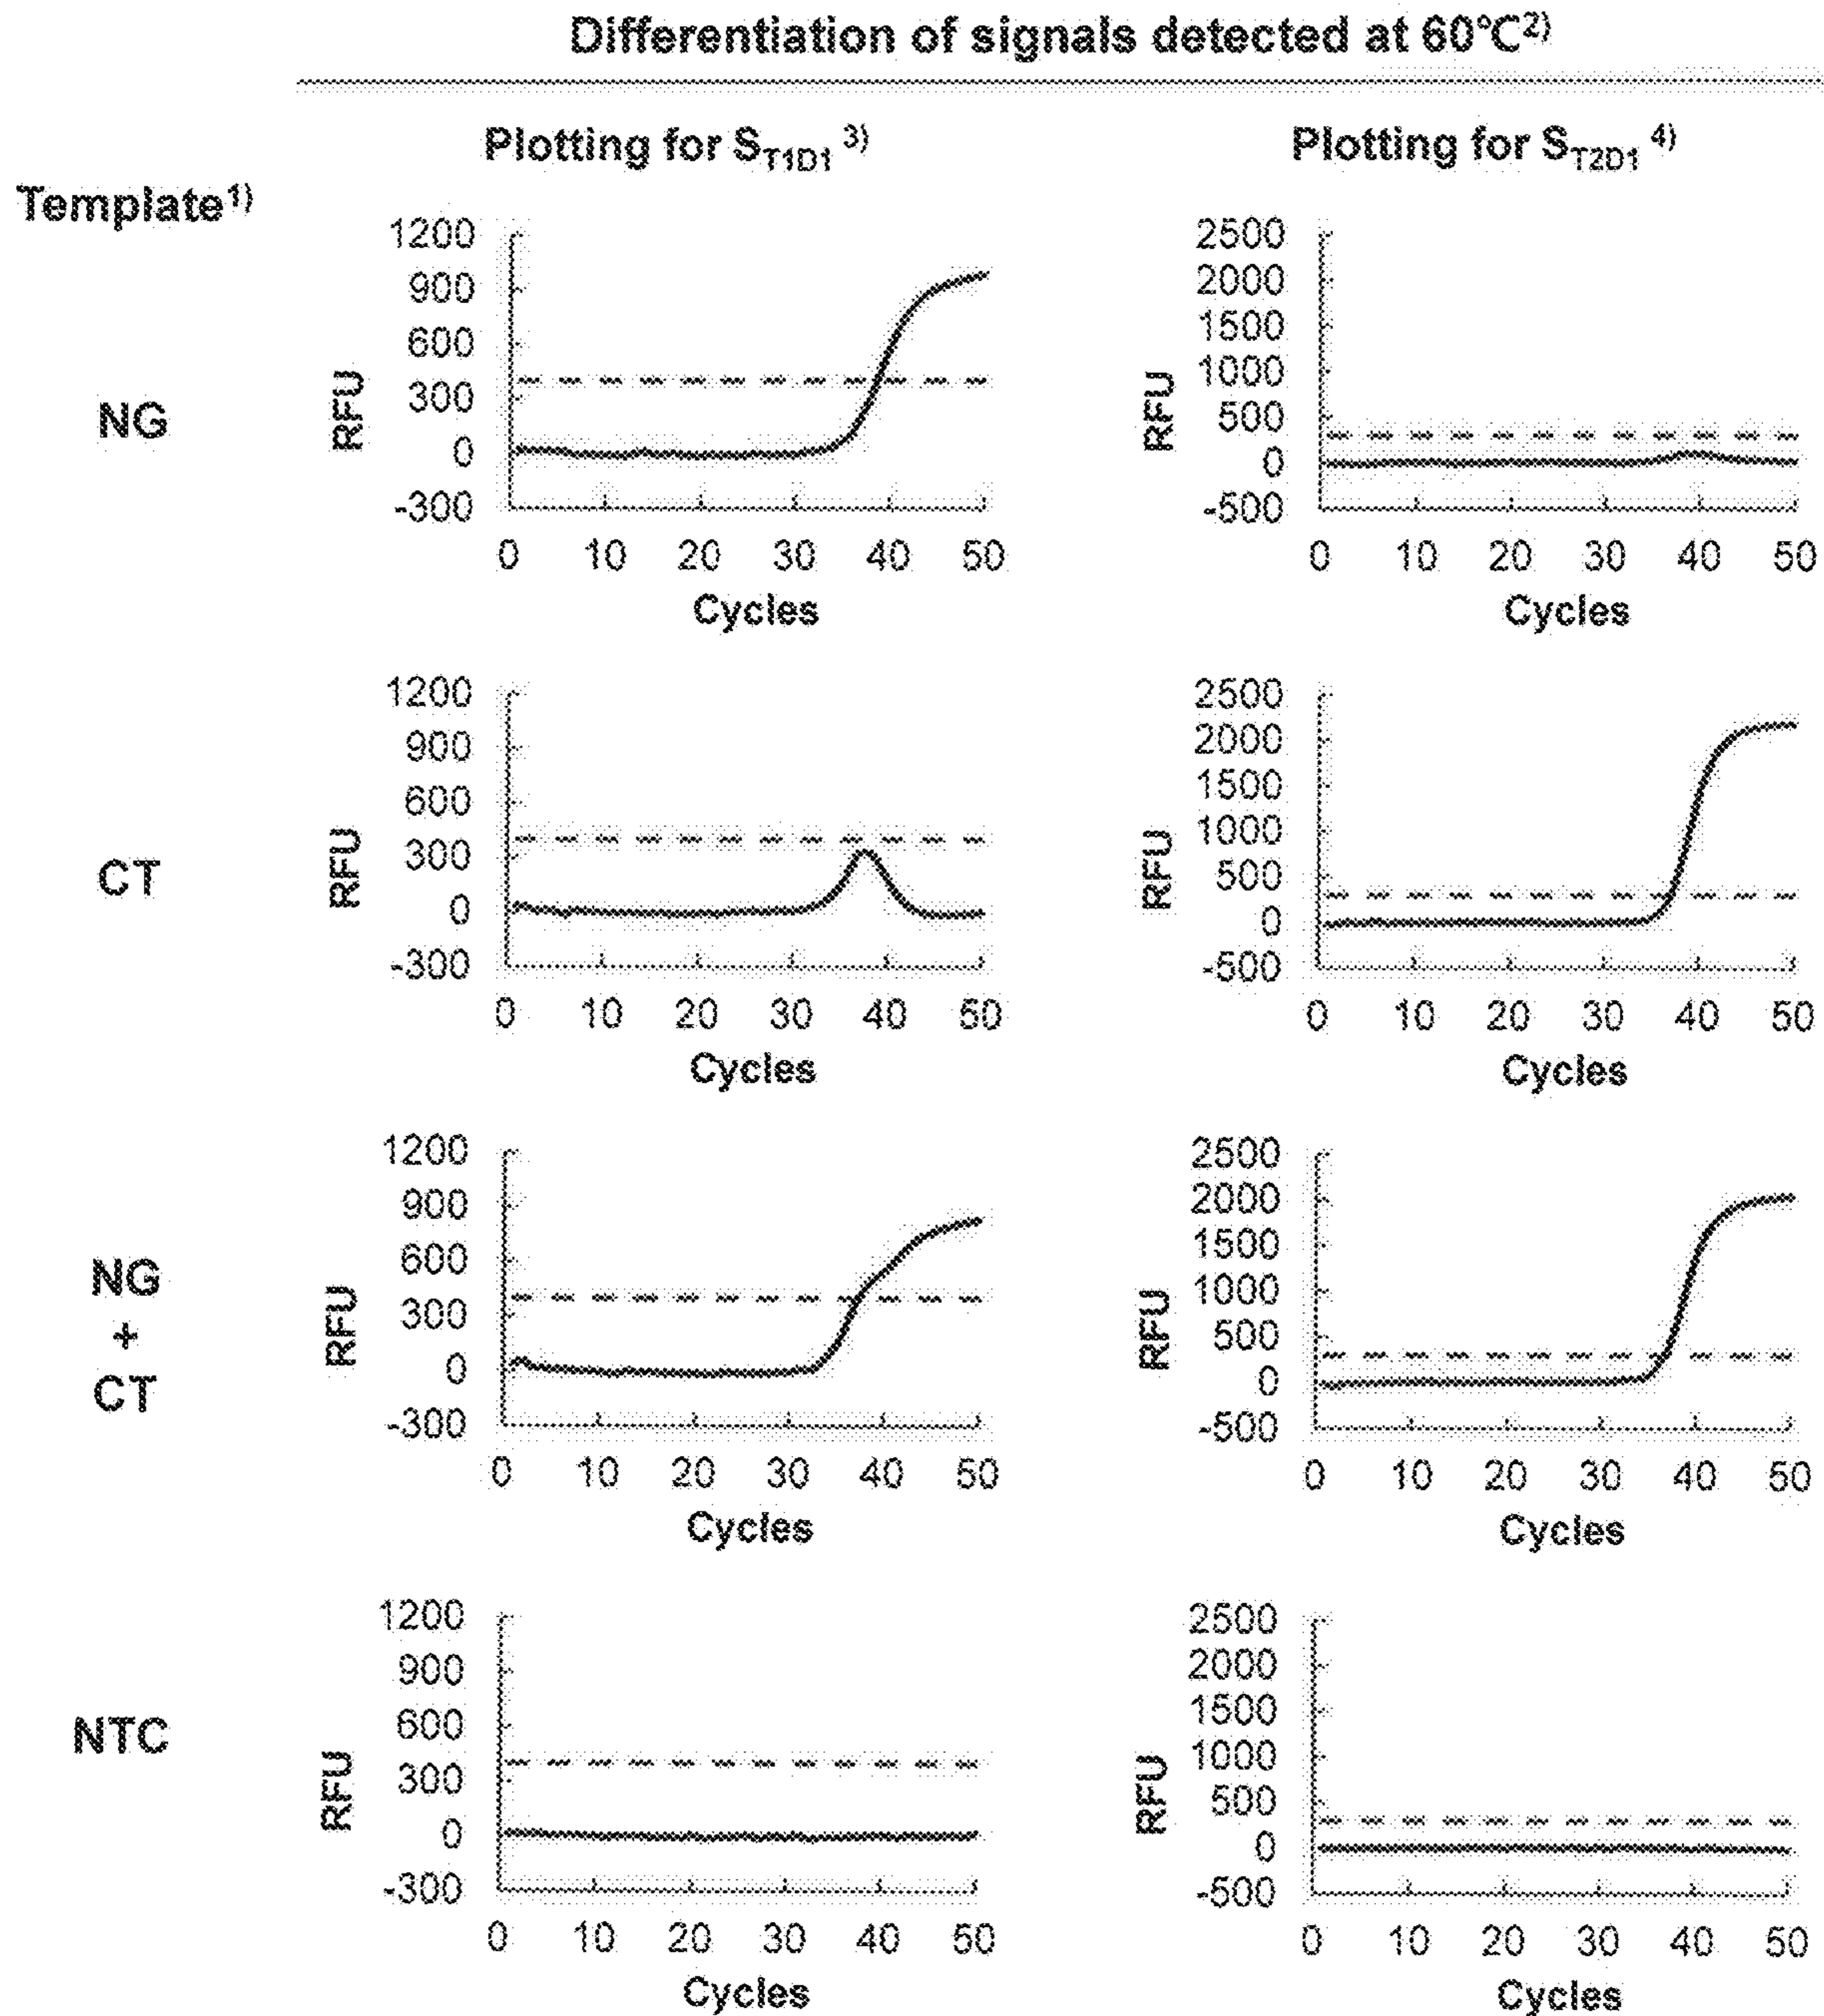 Differentiation of signals detected at 60℃2)
Plotting for ST1D1 3)
Plotting for ST2D1 4)
Template1)
NG
RFU
1200
900
600
300
0
-300
0 10 20 30 40 50
Cycles
RFU
2500
2000
1500
1000
500
0
-500
0 10 20 30 40 50
Cycles
CT
RFU
1200
900
600
300
0
-300
0 10 20 30 40 50
Cycles
RFU
2500
2000
1500
1000
500
0
-500
0 10 20 30 40 50
Cycles
NG
+
CT
RFU
1200
900
600
300
0
-300
0 10 20 30 40 50
Cycles
RFU
2500
2000
1500
1000
500
0
-500
0 10 20 30 40 50
Cycles
NTC
RFU
1200
900
600
300
0
-300
0 10 20 30 40 50
Cycles
RFU
2500
2000
1500
1000
500
0
-500
0 10 20 30 40 50
Cycles